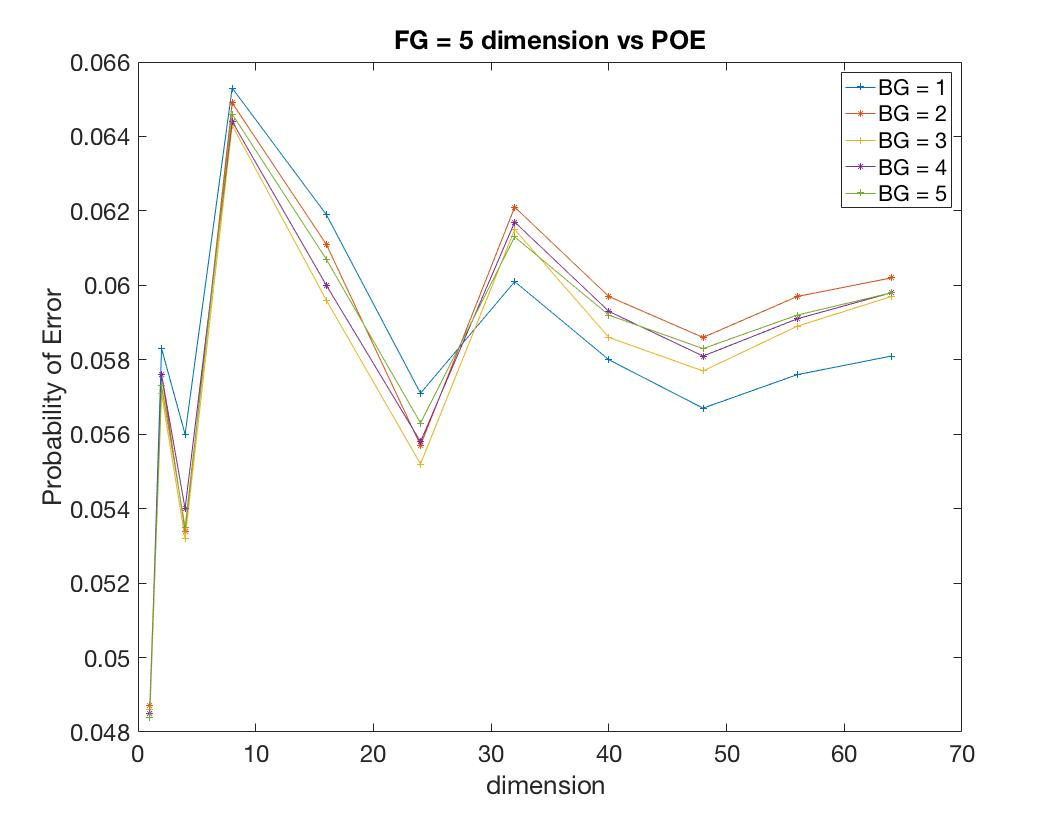 FG = 5 dimension vs POE
0.066
0.064
0.062
0.06
0.058
0.056
0.054
0.052
0.05
0.048
Probability of Error
BG = 1
BG = 2
BG = 3
BG = 4
BG = 5
0 10 20 30 40 50 60 70
dimension